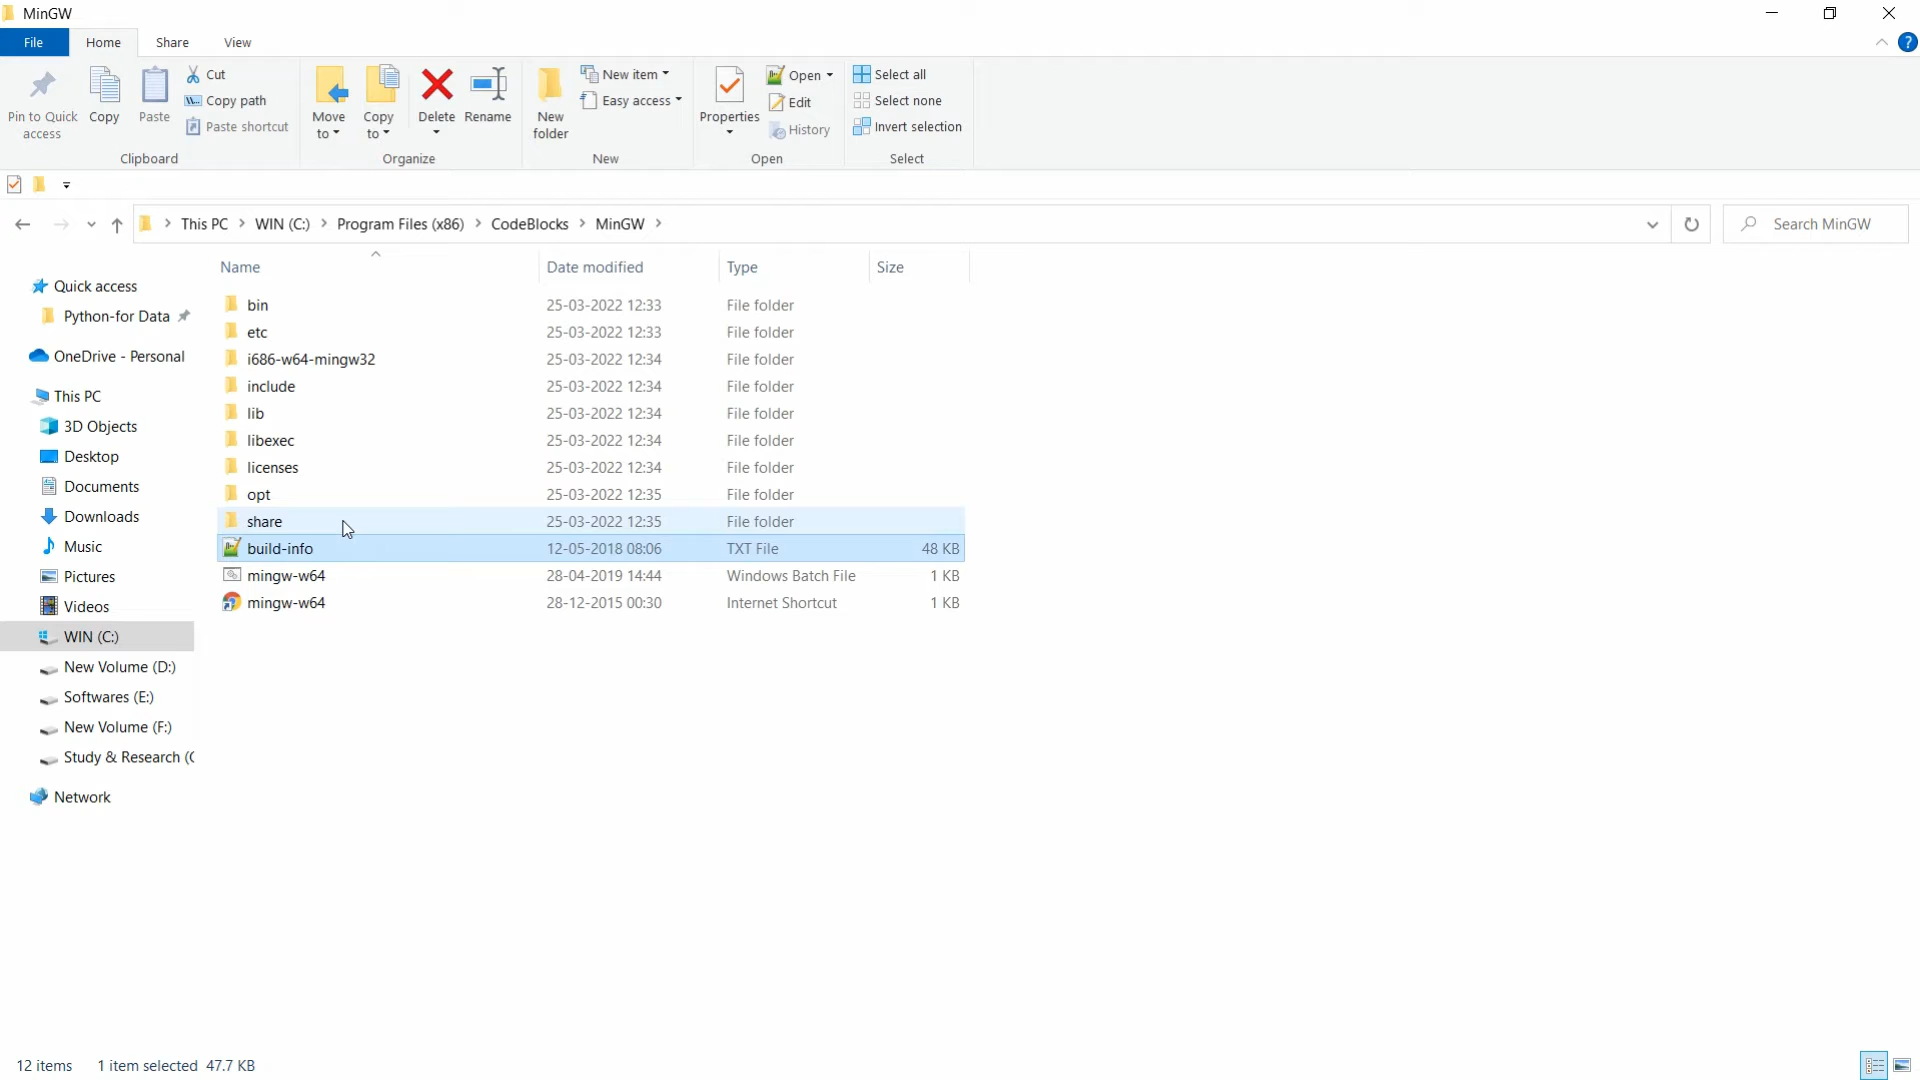 MinGW
File Home Share View
Pin to Quick access
Copy
Paste
Cut
Copy path
Paste shortcut
Clipboard
Move to
Copy to
Delete
Rename
Organize
New folder
New item
Easy access
New
Properties
Open
Edit
History
Open
Select all
Select none
Invert selection
Select
This PC WIN (C:) Program Files (x86) CodeBlocks MinGW
Search MinGW
Quick access
Python-for Data
OneDrive - Personal
This PC
3D Objects
Desktop
Documents
Downloads
Music
Pictures
Videos
WIN (C:)
New Volume (D:)
Softwares (E:)
New Volume (F:)
Study & Research (
Network
Name Date modified Type Size
bin 25-03-2022 12:33 File folder
etc 25-03-2022 12:33 File folder
i686-w64-mingw32 25-03-2022 12:34 File folder
include 25-03-2022 12:34 File folder
lib 25-03-2022 12:34 File folder
libexec 25-03-2022 12:34 File folder
licenses 25-03-2022 12:34 File folder
opt 25-03-2022 12:35 File folder
share 25-03-2022 12:35 File folder
build-info 12-05-2018 08:06 TXT File 48 KB
mingw-w64 28-04-2019 14:44 Windows Batch File 1 KB
mingw-w64 28-12-2015 00:30 Internet Shortcut 1 KB
12 items 1 item selected 47.7 KB